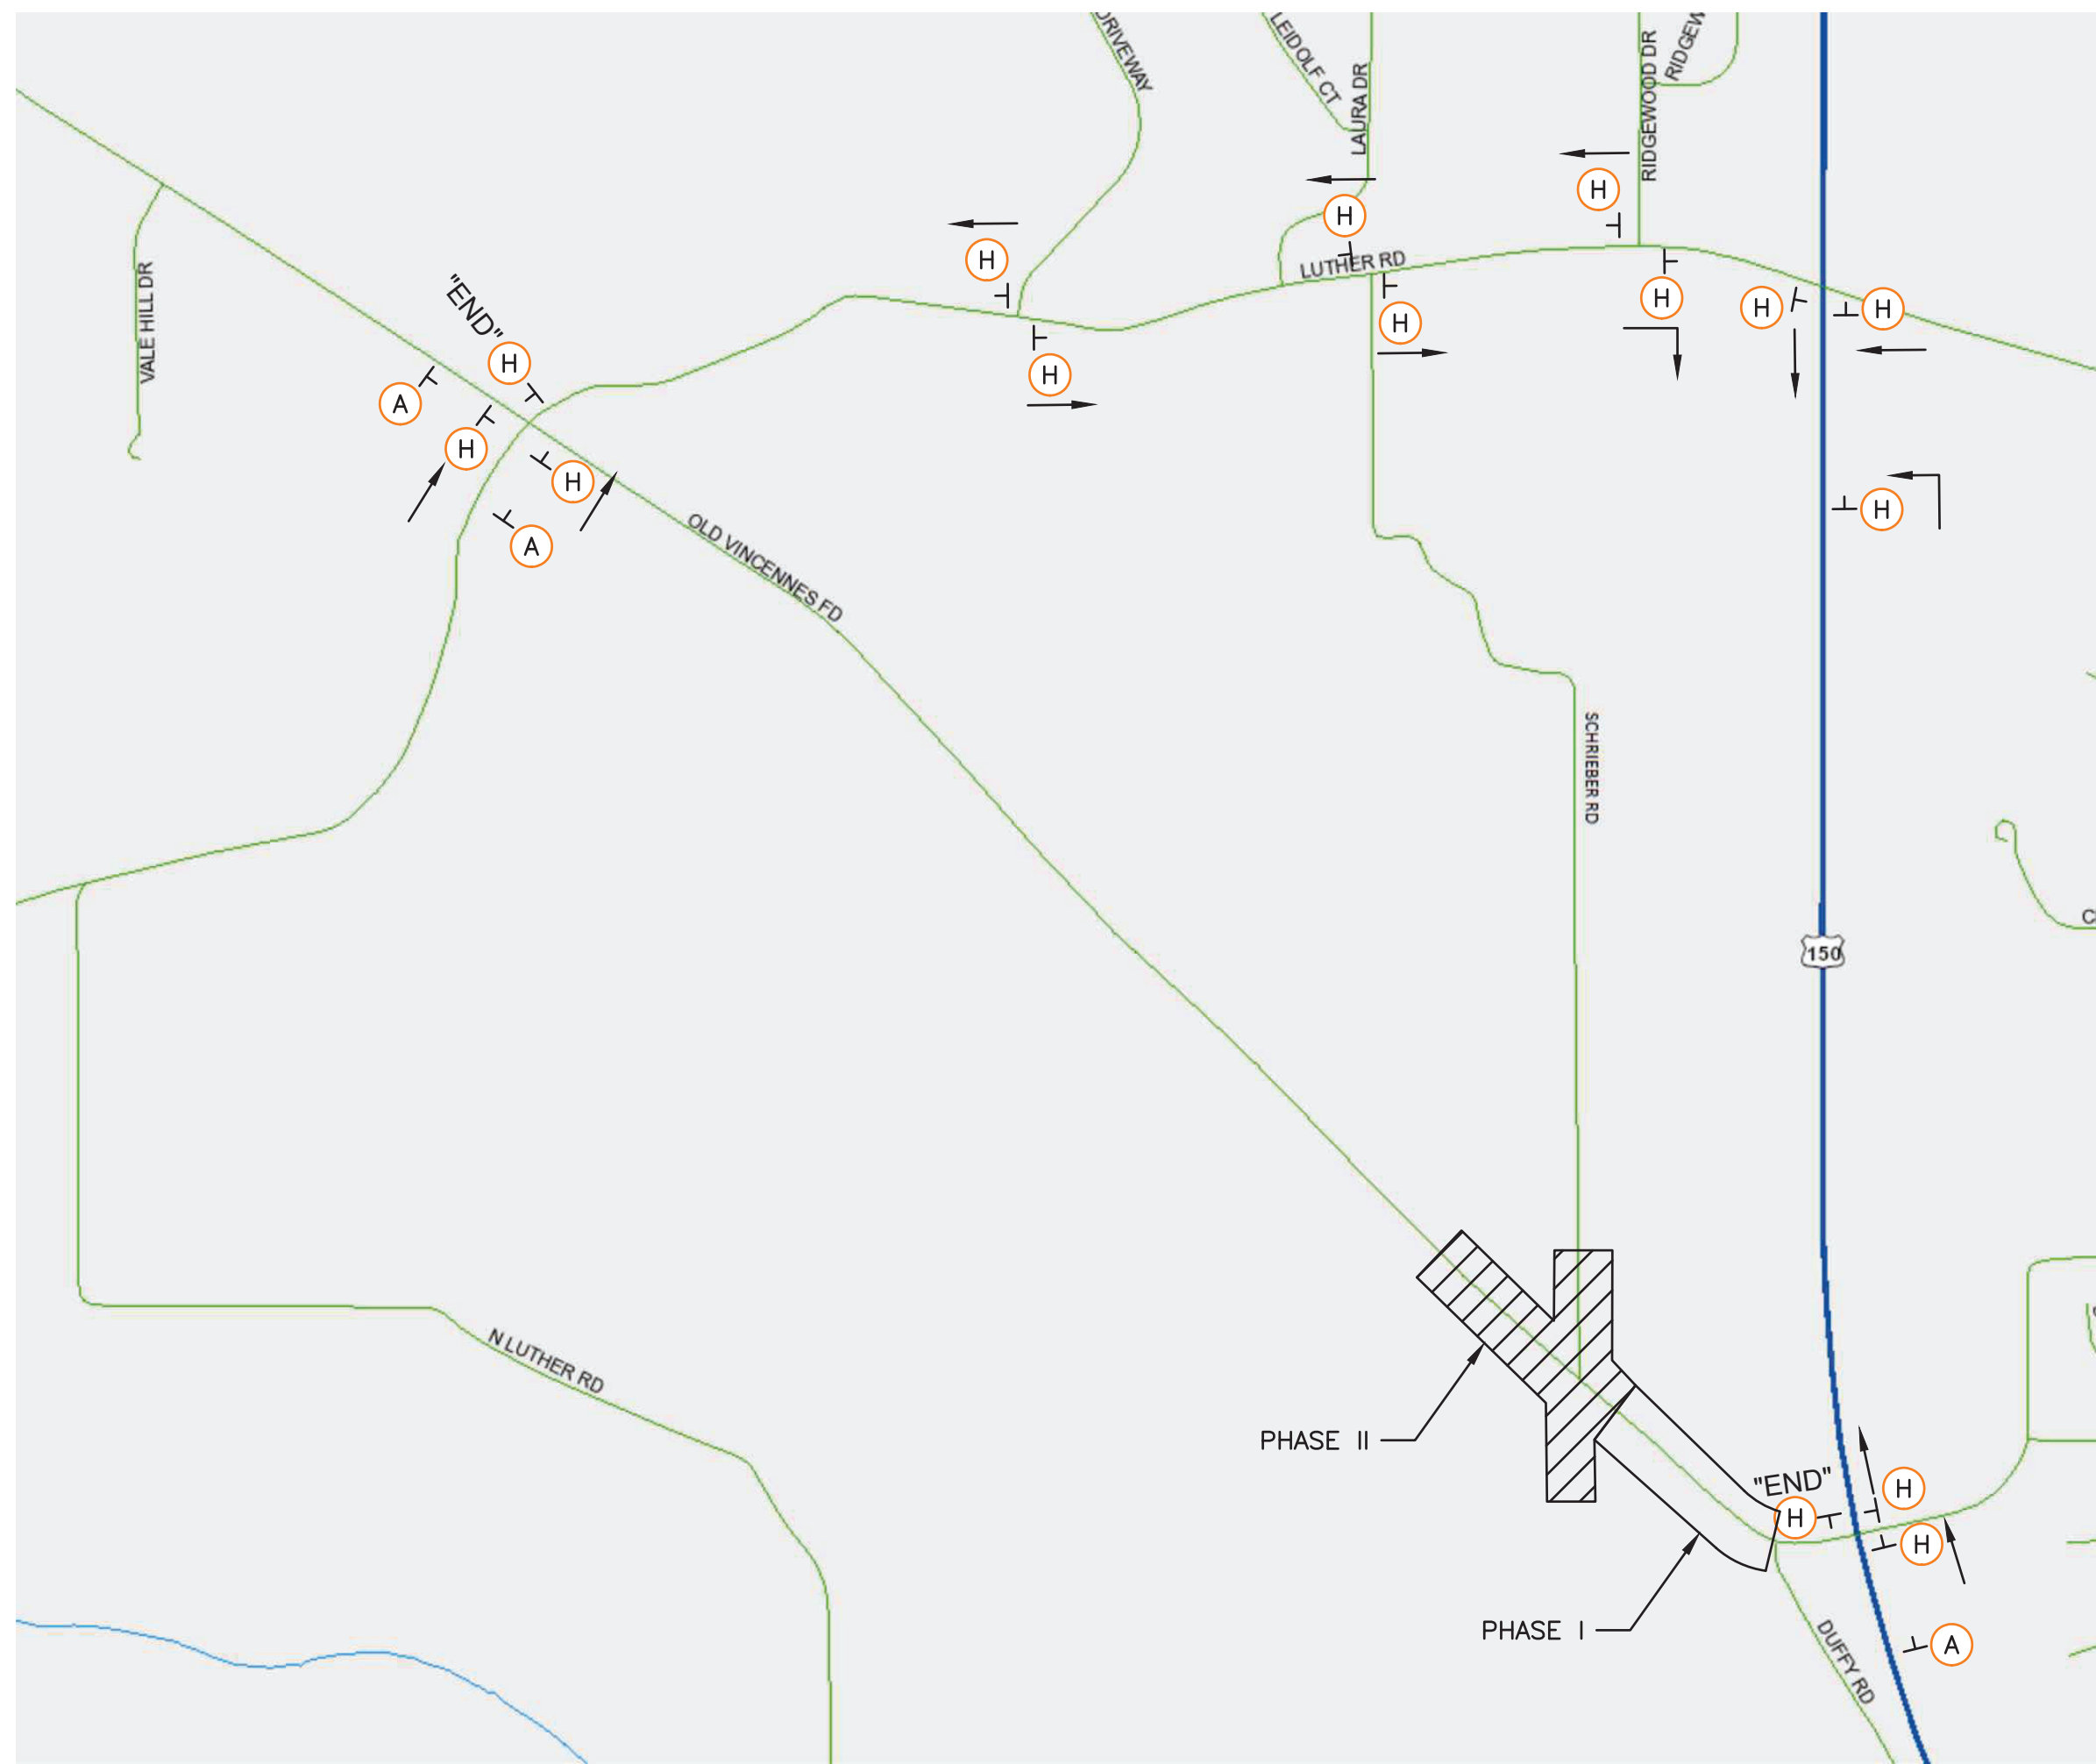 DRIVEWAY
LEIDOLF CT
LAURA DR
RIDGEWOOD DR
RIDGEW
H
H
H
LUTHER RD
H
H
H
H
H
VALE HILL DR
"END"
H
A
H
H
A
H
OLD VINCENNES FD
SCHRIEBER RD
C
150
N LUTHER RD
PHASE II
"END"
H
H
H
PHASE I
DUFFY RD
A